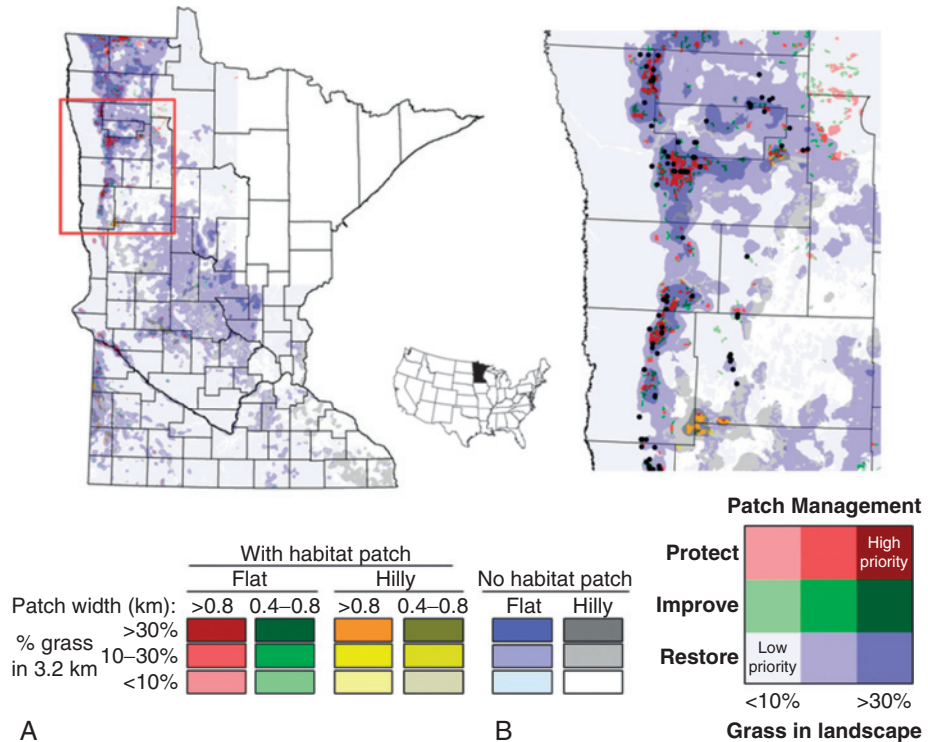 With habitat patch
Flat Hilly
Patch width (km): >0.8 0.4–0.8 >0.8 0.4–0.8
% grass
in 3.2 km
>30%
10–30%
<10%
No habitat patch
Flat Hilly
A
B
Patch Management
Protect
High
priority
Improve
Restore
Low
priority
<10% >30%
Grass in landscape